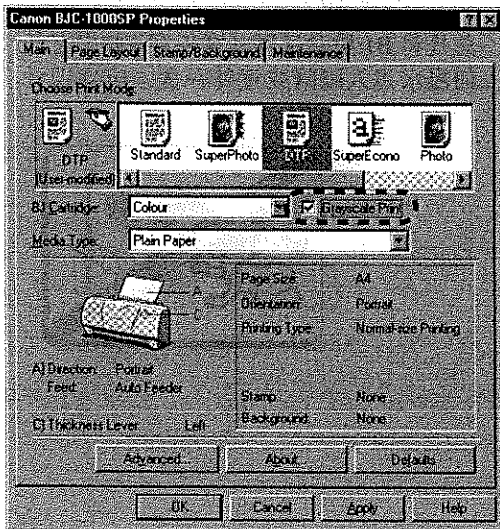 Canon BJC-1000SP Properties
Main Page Layout Stamp/Background Maintenance
Choose Print Mode
Standard SuperPhoto DTP SuperEcono Photo
DTP
(User-modified)
BJ Cartridge: Colour Grayscale Print
Media Type: Plain Paper
A
C
Page Size: A4
Orientation: Portrait
Printing Type: Normal-size Printing
A) Direction: Portrait
Feed: Auto Feeder
Stamp: None
Background: None
C) Thickness Lever: Left
Advanced... About... Defaults
OK Cancel Apply Help